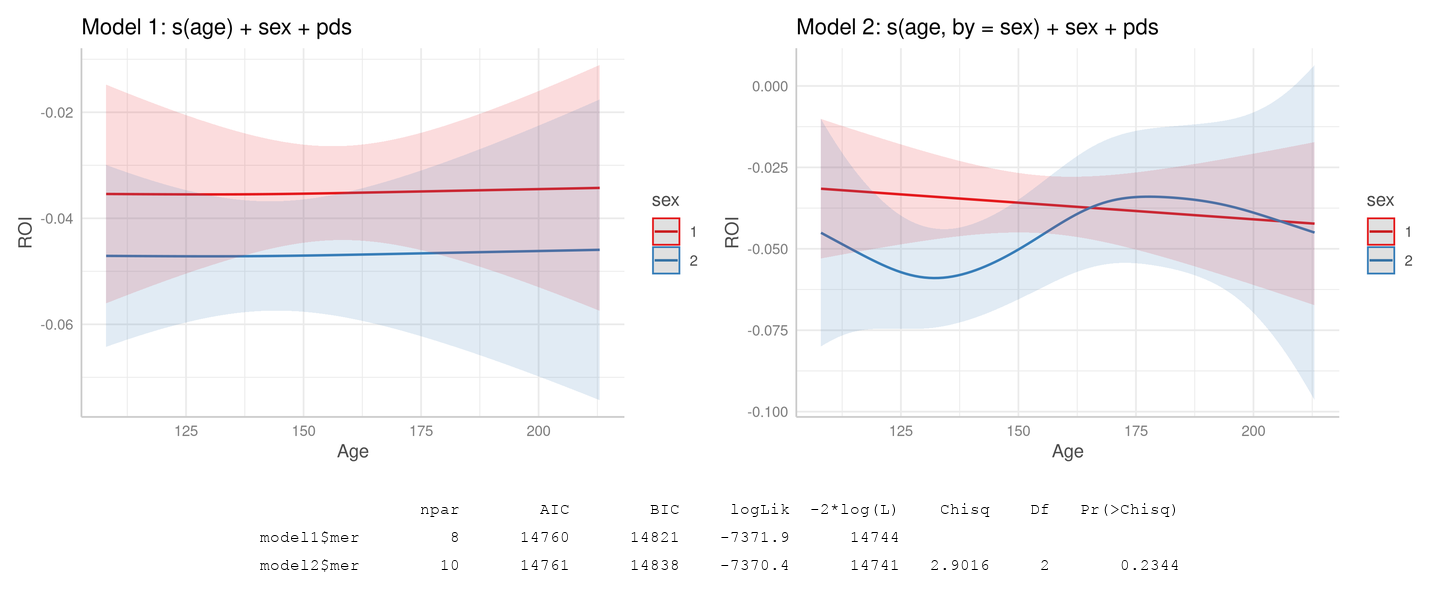 Model 1: s(age) + sex + pds
-0.02
-0.04
-0.06
ROI
125 150 175 200
Age
sex
1
2
Model 2: s(age, by = sex) + sex + pds
0.000
-0.025
-0.050
-0.075
-0.100
ROI
125 150 175 200
Age
sex
1
2
npar AIC BIC logLik -2*log(L) Chisq Df Pr(>Chisq)
model1$mer 8 14760 14821 -7371.9 14744
model2$mer 10 14761 14838 -7370.4 14741 2.9016 2 0.2344